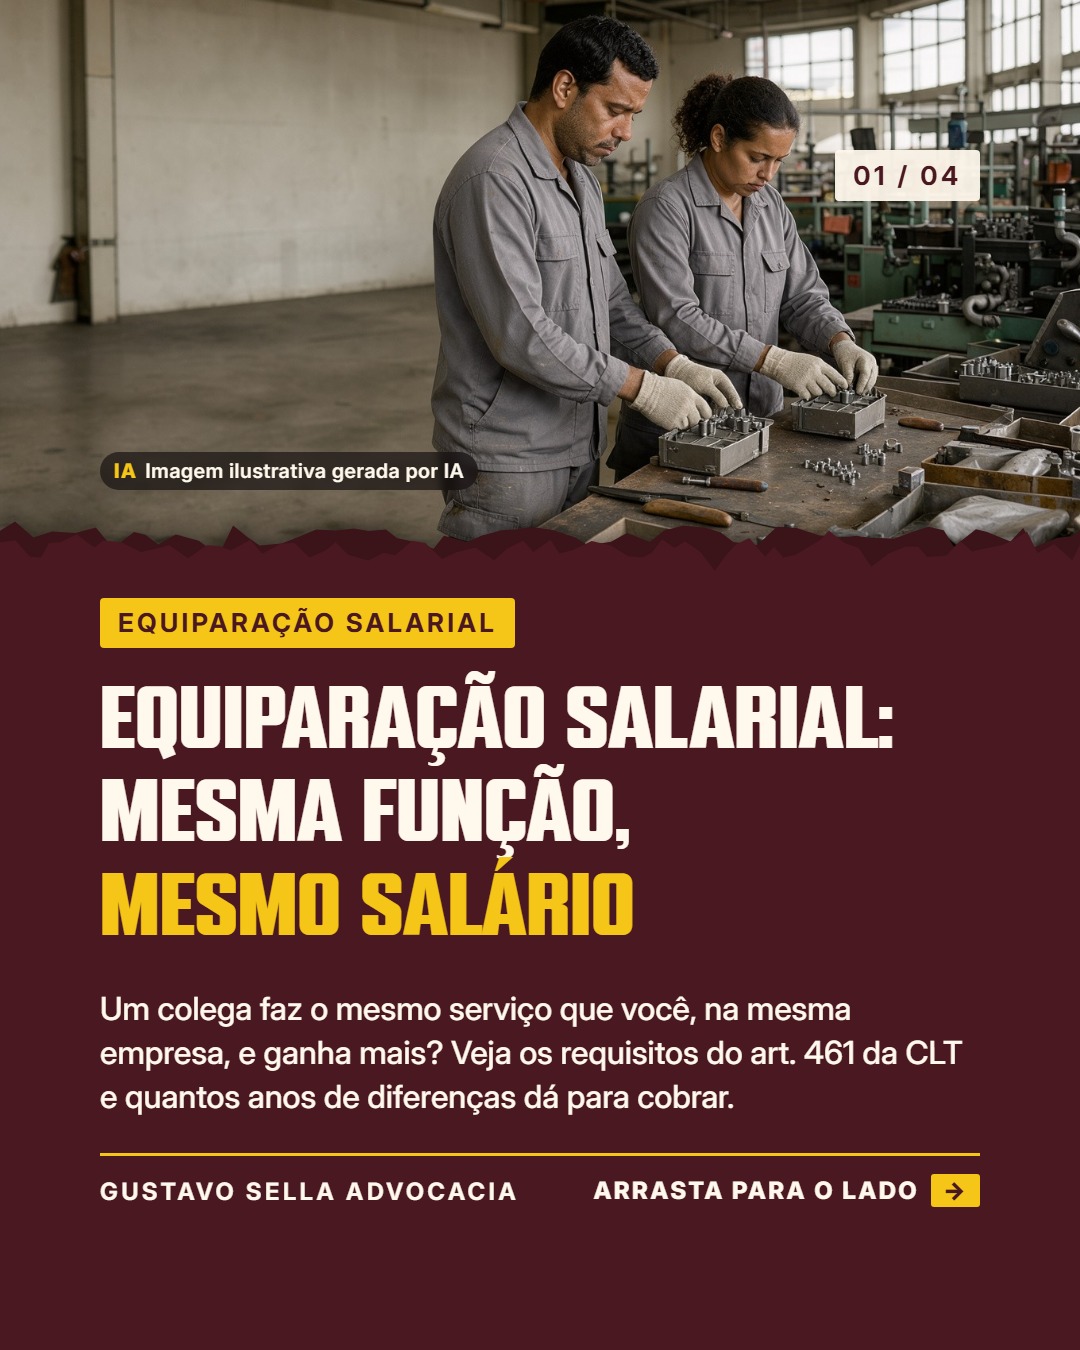 01 / 04
IA Imagem ilustrativa gerada por IA
EQUIPARAÇÃO SALARIAL
EQUIPARAÇÃO SALARIAL:
MESMA FUNÇÃO,
MESMO SALÁRIO
Um colega faz o mesmo serviço que você, na mesma
empresa, e ganha mais? Veja os requisitos do art. 461 da CLT
e quantos anos de diferenças dá para cobrar.
GUSTAVO SELLA ADVOCACIA
ARRASTA PARA O LADO →